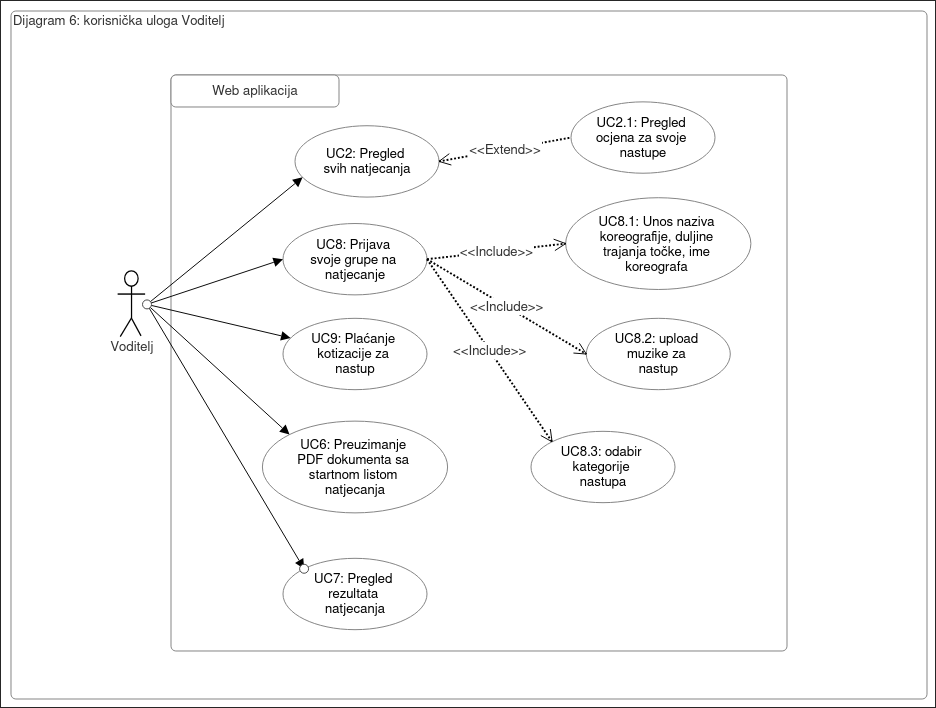 Dijagram 6: korisnička uloga Voditelj
Web aplikacija
UC2: Pregled
svih natjecanja
<<Extend>>
UC2.1: Pregled
ocjena za svoje
nastupe
UC8: Prijava
svoje grupe na
natjecanje
<<Include>>
UC8.1: Unos naziva
koreografije, duljine
trajanja točke, ime
koreografa
<<Include>>
UC8.2: upload
muzike za
nastup
<<Include>>
UC8.3: odabir
kategorije
nastupa
Voditelj
UC9: Plaćanje
kotizacije za
nastup
UC6: Preuzimanje
PDF dokumenta sa
startnom listom
natjecanja
UC7: Pregled
rezultata
natjecanja